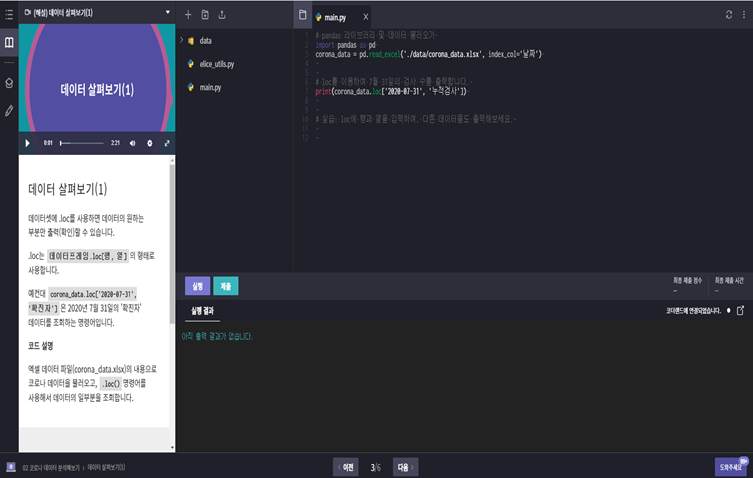 (해설) 데이터 살펴보기(1)
데이터 살펴보기(1)
0:01
2:21
데이터 살펴보기(1)
데이터셋에 .loc를 사용하면 데이터의 원하는
부분만 출력(확인)할 수 있습니다.
.loc는 데이터프레임.loc[행, 열] 의 형태로
사용합니다.
예컨대 corona_data.loc['2020-07-31',
'확진자'] 은 2020년 7월 31일의 '확진자'
데이터를 조회하는 명령어입니다.
코드 설명
엑셀 데이터 파일(corona_data.xlsx)의 내용으로
코로나 데이터을 불러오고, .loc() 명령어를
사용해서 데이터의 일부분을 조회합니다.
data
elice_utils.py
main.py
main.py X
1 # pandas 라이브러리 및 데이터 불러오기
2 import pandas as pd
3 corona_data = pd.read_excel('./data/corona_data.xlsx', index_col='날짜')
4
5
6 # loc를 이용하여 7월 31일의 검사 수를 출력합니다.
7 print(corona_data.loc['2020-07-31', '누적검사'])
8
9
10 # 실습: loc에 행과 열을 입력하여, 다른 데이터들도 출력해보세요.
11
12
실행
제출
최종 제출 점수
최종 제출 시간
실행 결과
코디랜드에 연결되었습니다.
아직 출력 결과가 없습니다.
02 코로나 데이터 분석해보기 > 데이터 살펴보기(1)
< 이전
3/6
다음 >
도와주세요